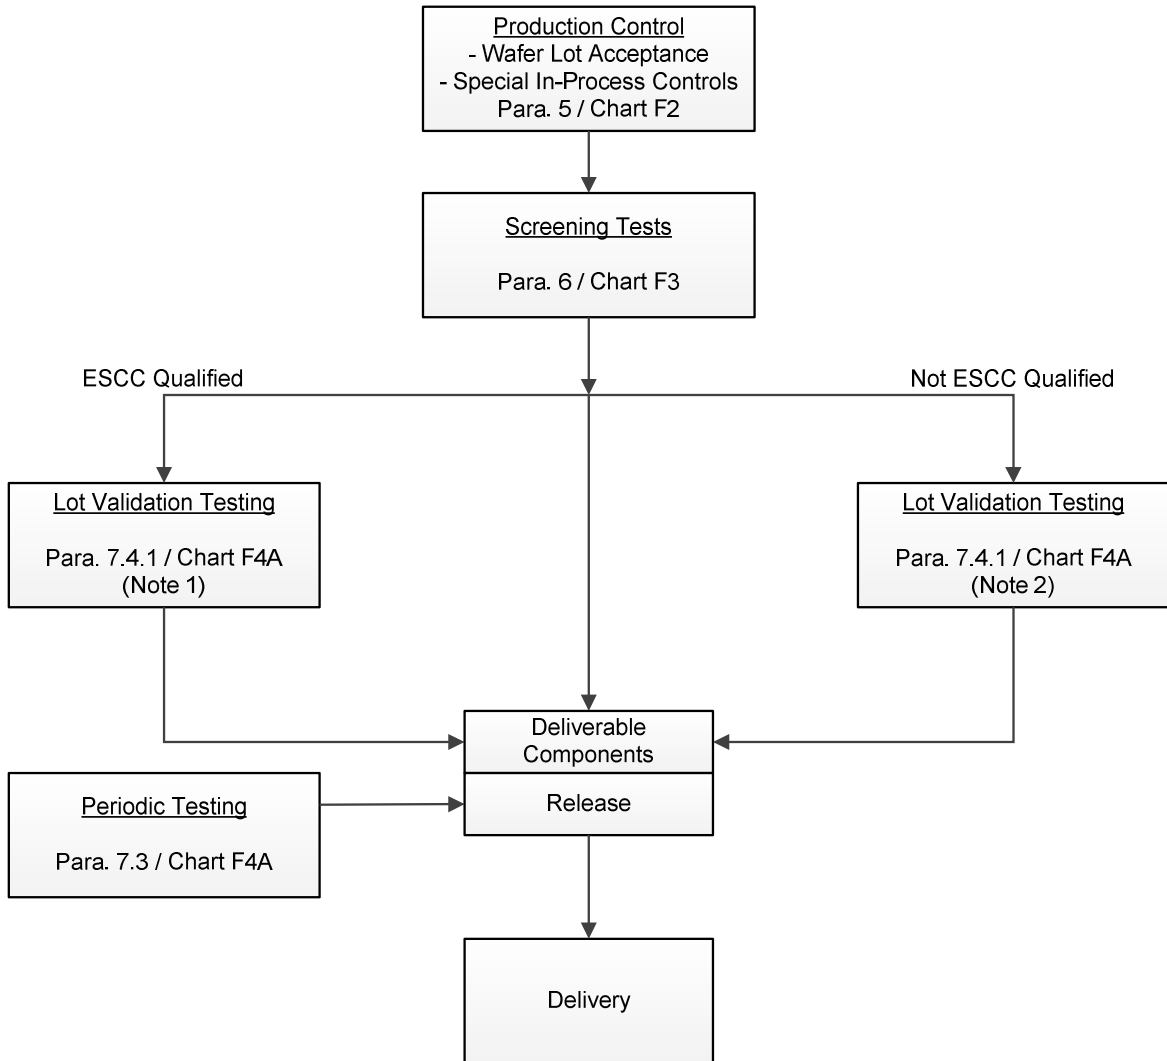 Production Control
- Wafer Lot Acceptance
- Special In-Process Controls
Para. 5 / Chart F2
Screening Tests
Para. 6 / Chart F3
ESCC Qualified
Not ESCC Qualified
Lot Validation Testing
Para. 7.4.1 / Chart F4A
(Note 1)
Lot Validation Testing
Para. 7.4.1 / Chart F4A
(Note 2)
Deliverable
Components
Release
Periodic Testing
Para. 7.3 / Chart F4A
Delivery